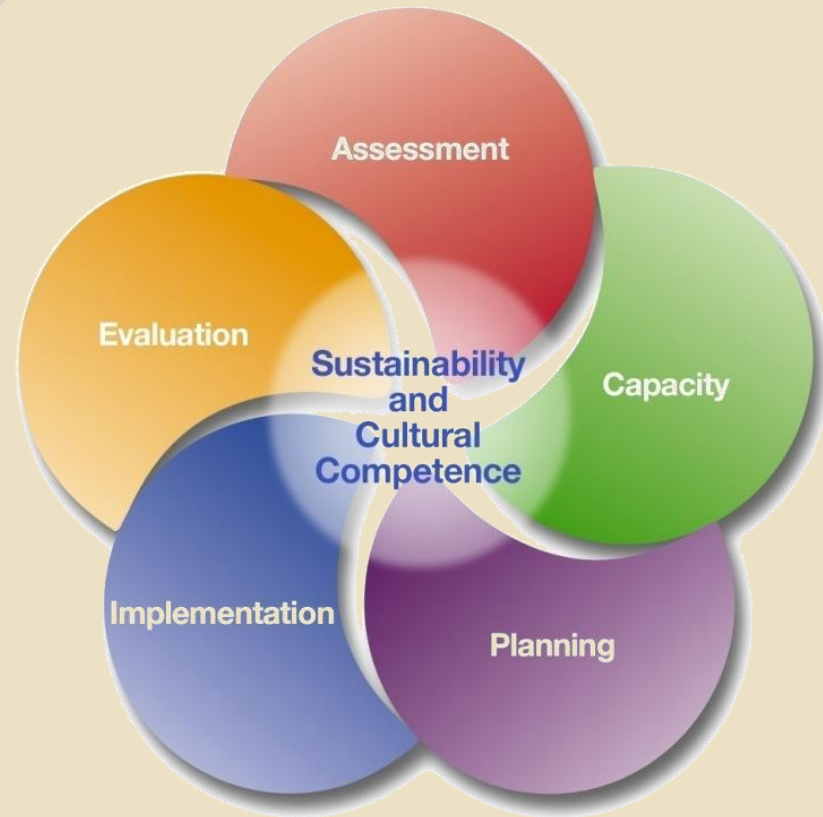 Assessment
Evaluation
Capacity
Sustainability
and
Cultural
Competence
Implementation
Planning